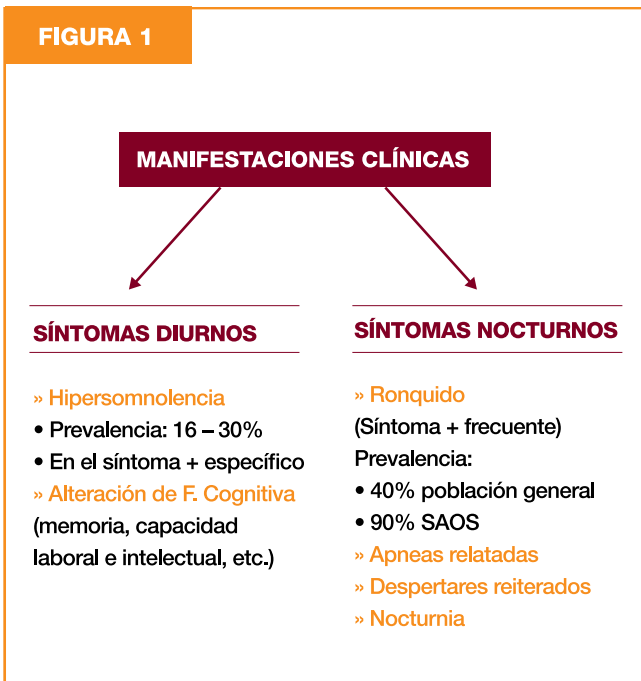 FIGURA 1
MANIFESTACIONES CLÍNICAS
SÍNTOMAS DIURNOS
» Hipersomnolencia
• Prevalencia: 16 – 30%
• En el síntoma + específico
» Alteración de F. Cognitiva
(memoria, capacidad
laboral e intelectual, etc.)
SÍNTOMAS NOCTURNOS
» Ronquido
(Síntoma + frecuente)
Prevalencia:
• 40% población general
• 90% SAOS
» Apneas relatadas
» Despertares reiterados
» Nocturnia